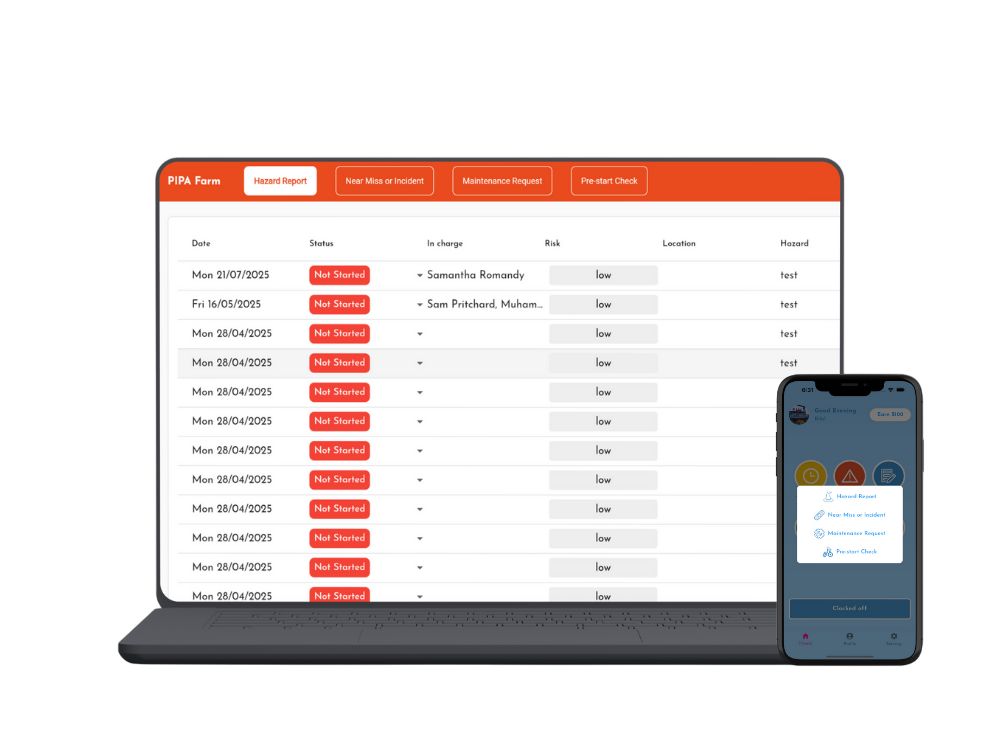 PIPA Farm Hazard Report Near Miss or Incident Maintenance Request Pre-start Check
Date Status In charge Risk Location Hazard
Mon 21/07/2025 Not Started Samantha Romandy low test
Fri 16/05/2025 Not Started Sam Pritchard, Muham... low test
Mon 28/04/2025 Not Started low test
Mon 28/04/2025 Not Started low test
Mon 28/04/2025 Not Started low
Mon 28/04/2025 Not Started low
Mon 28/04/2025 Not Started low
Mon 28/04/2025 Not Started low
Mon 28/04/2025 Not Started low
Mon 28/04/2025 Not Started low
Mon 28/04/2025 Not Started low
Mon 28/04/2025 Not Started low
6:21
Good Evening
Earn $100
Hazard Report
Near Miss or Incident
Maintenance Request
Pre-start Check
Clocked off